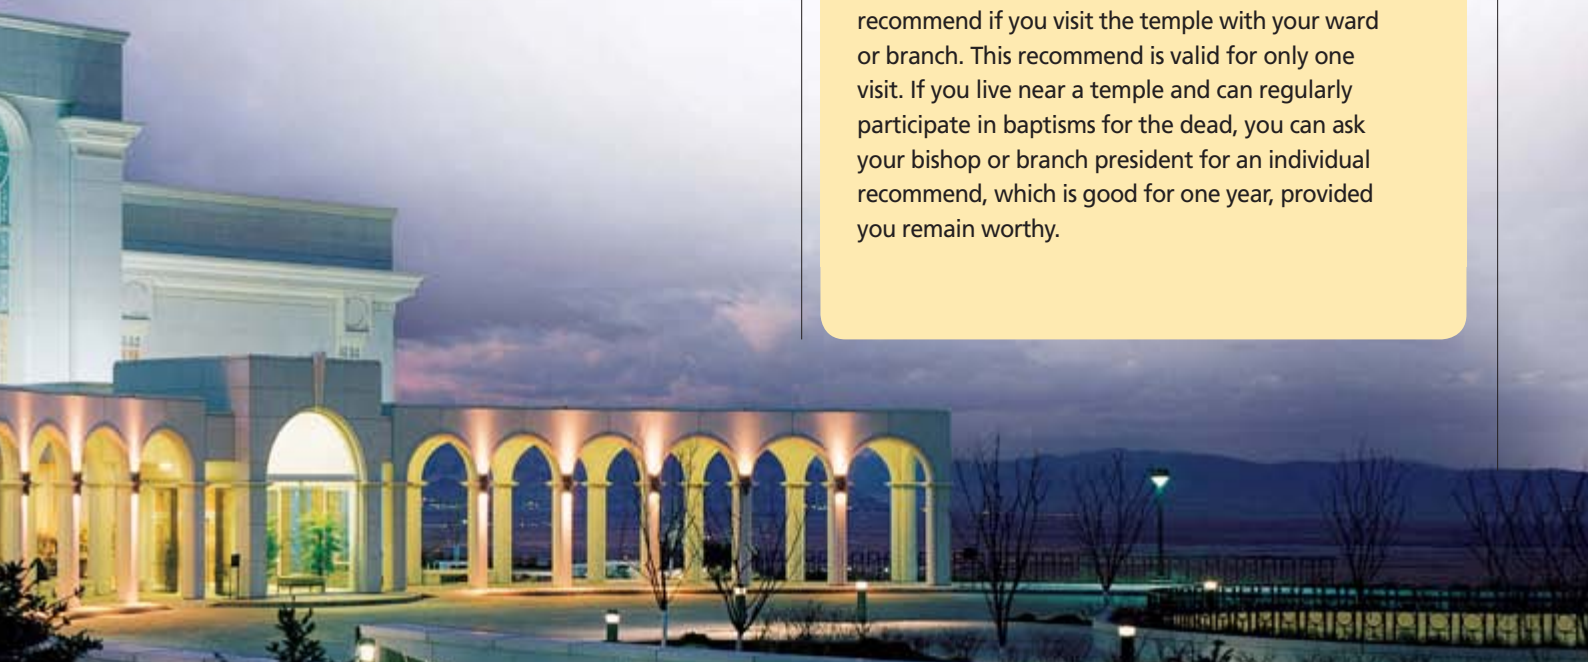 recommend if you visit the temple with your ward
or branch. This recommend is valid for only one
visit. If you live near a temple and can regularly
participate in baptisms for the dead, you can ask
your bishop or branch president for an individual
recommend, which is good for one year, provided
you remain worthy.